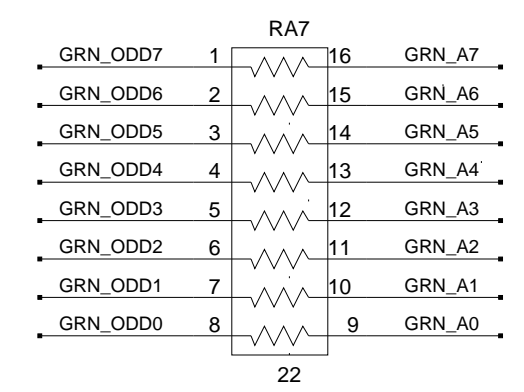 RA7
GRN_ODD7 1 16 GRN_A7
GRN_ODD6 2 15 GRN_A6
GRN_ODD5 3 14 GRN_A5
GRN_ODD4 4 13 GRN_A4
GRN_ODD3 5 12 GRN_A3
GRN_ODD2 6 11 GRN_A2
GRN_ODD1 7 10 GRN_A1
GRN_ODD0 8 9 GRN_A0
22